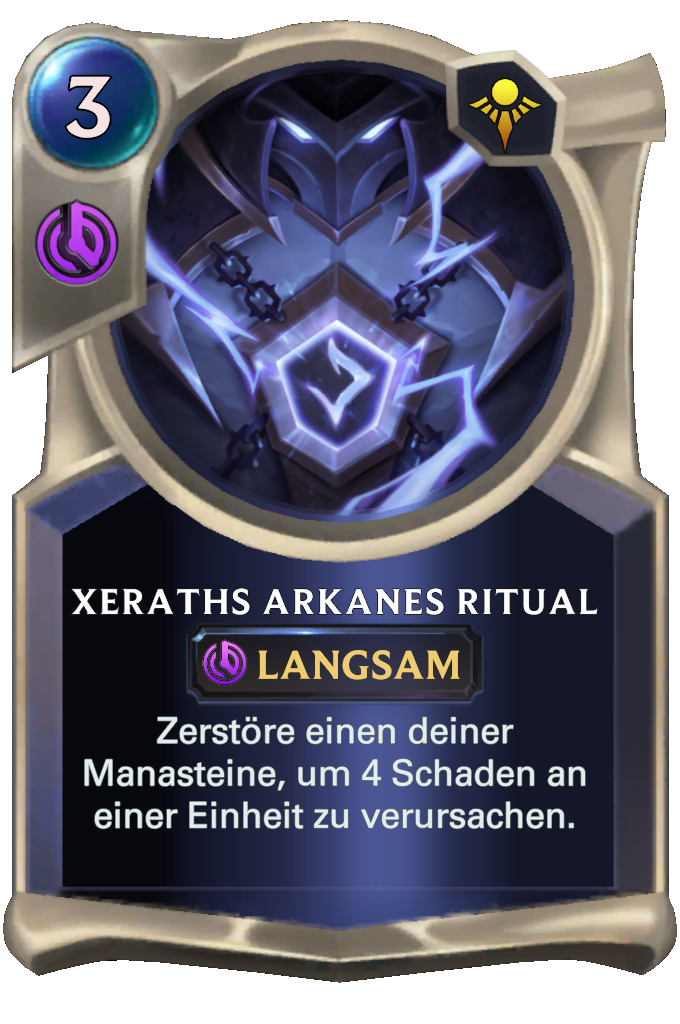 3
XERATHS ARKANES RITUAL
LANGSAM
Zerstöre einen deiner
Manasteine, um 4 Schaden an
einer Einheit zu verursachen.